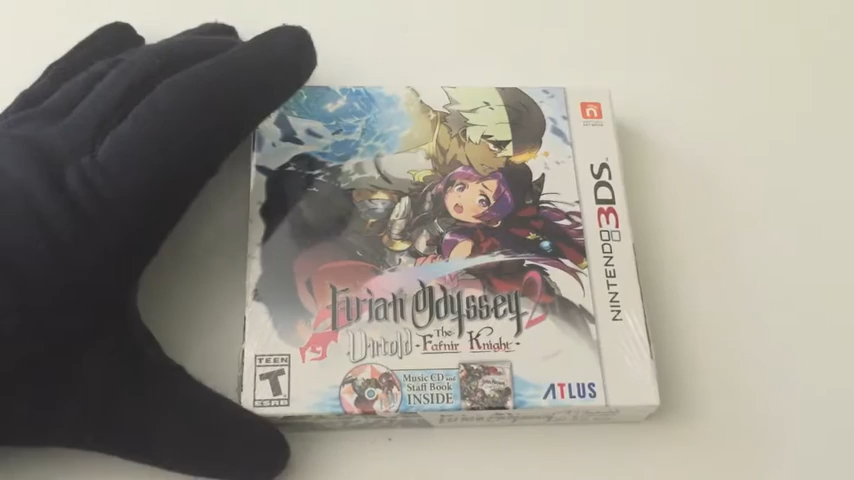 NINTENDO 3DS
Etrian Odyssey 2
Untold The
Fafnir Knight
TEEN
T
ESRB
Music CD and
Staff Book
INSIDE
ATLUS